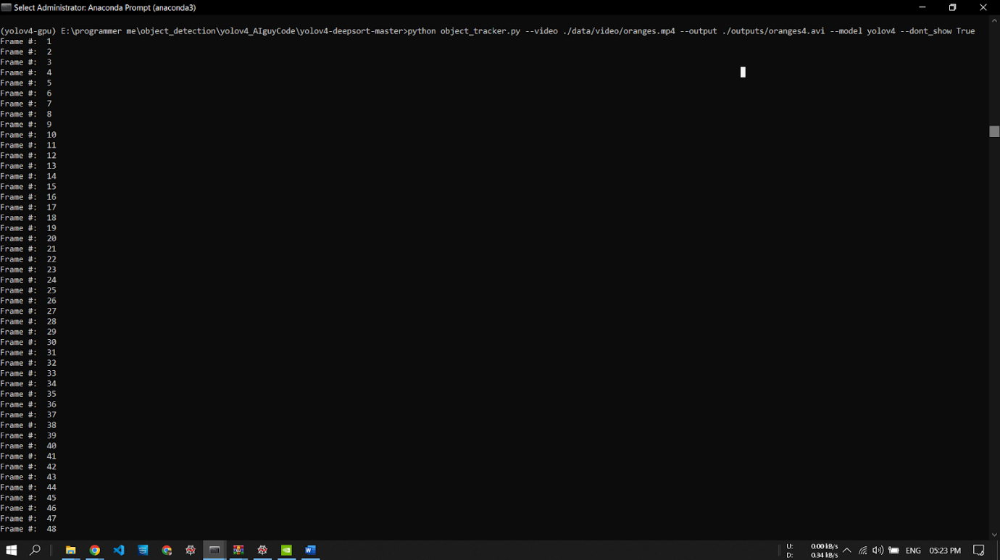 Select Administrator: Anaconda Prompt (anaconda3)
(yolov4-gpu) E:\programmer me\object_detection\yolov4_AIguyCode\yolov4-deepsort-master>python object_tracker.py --video ./data/video/oranges.mp4 --output ./outputs/oranges4.avi --model yolov4 --dont_show True
Frame #:  1
Frame #:  2
Frame #:  3
Frame #:  4
Frame #:  5
Frame #:  6
Frame #:  7
Frame #:  8
Frame #:  9
Frame #:  10
Frame #:  11
Frame #:  12
Frame #:  13
Frame #:  14
Frame #:  15
Frame #:  16
Frame #:  17
Frame #:  18
Frame #:  19
Frame #:  20
Frame #:  21
Frame #:  22
Frame #:  23
Frame #:  24
Frame #:  25
Frame #:  26
Frame #:  27
Frame #:  28
Frame #:  29
Frame #:  30
Frame #:  31
Frame #:  32
Frame #:  33
Frame #:  34
Frame #:  35
Frame #:  36
Frame #:  37
Frame #:  38
Frame #:  39
Frame #:  40
Frame #:  41
Frame #:  42
Frame #:  43
Frame #:  44
Frame #:  45
Frame #:  46
Frame #:  47
Frame #:  48
U: 0.00 kB/s
D: 0.34 kB/s
ENG
05:23 PM